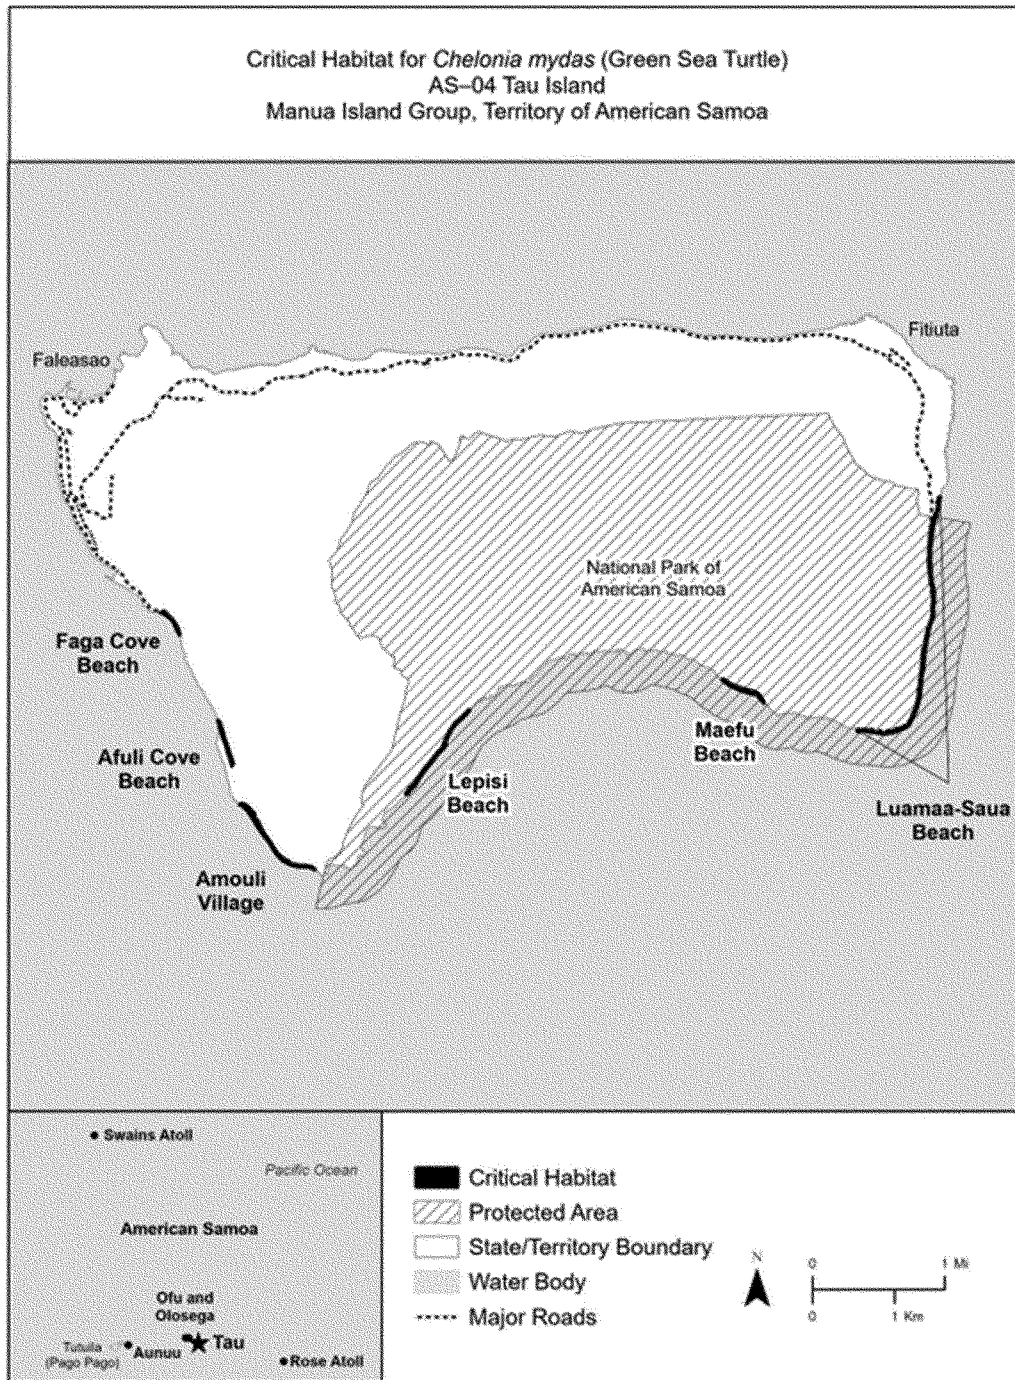 Critical Habitat for Chelonia mydas (Green Sea Turtle)
AS–04 Tau Island
Manua Island Group, Territory of American Samoa
Fitiuta
Faleasao
National Park of
American Samoa
Faga Cove
Beach
Afuli Cove
Beach
Maefu
Beach
Lepisi
Beach
Luamaa-Saua
Beach
Amouli
Village
Swains Atoll
Pacific Ocean
American Samoa
Ofu and
Olosega
Tau
Tutuila
(Pago Pago)
Aunuu
Rose Atoll
Critical Habitat
Protected Area
State/Territory Boundary
Water Body
Major Roads
N
0 1 Mi
0 1 Km